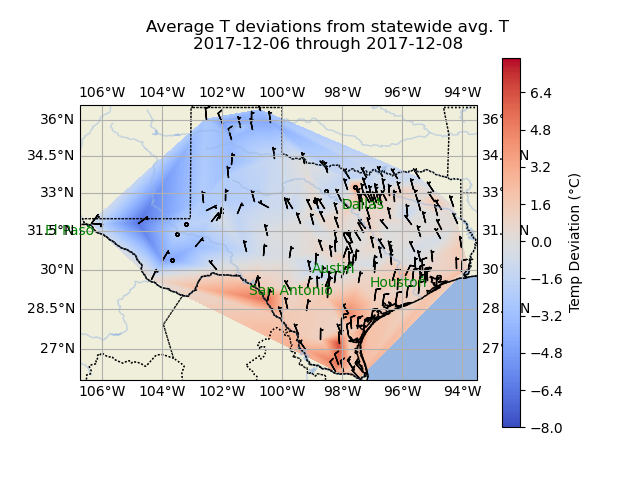 Average T deviations from statewide avg. T
2017-12-06 through 2017-12-08
106°W 104°W 102°W 100°W 98°W 96°W 94°W
36°N 36°
34.5°N 34. N
33°N 33°
31.5°N 31. N
30°N 30°
28.5°N 28. N
27°N 27°
El Paso
Dallas
Austin
San Antonio
Houston
106°W 104°W 102°W 100°W 98°W 96°W 94°W
6.4
4.8
3.2
1.6
0.0
−1.6
−3.2
−4.8
−6.4
−8.0
Temp Deviation (°C)